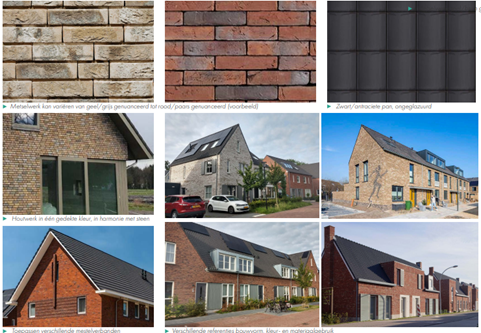 Metselwerk kan variëren van geel/grijs genuanceerd tot rood/paars genuanceerd (voorbeeld)
Zwart/antraciete pan, ongeglazuurd
Houtwerk in één gedekte kleur, in harmonie met steen
Toepassen verschillende metselverbanden
Verschillende referenties bouwvorm, kleur- en materiaalgebruik